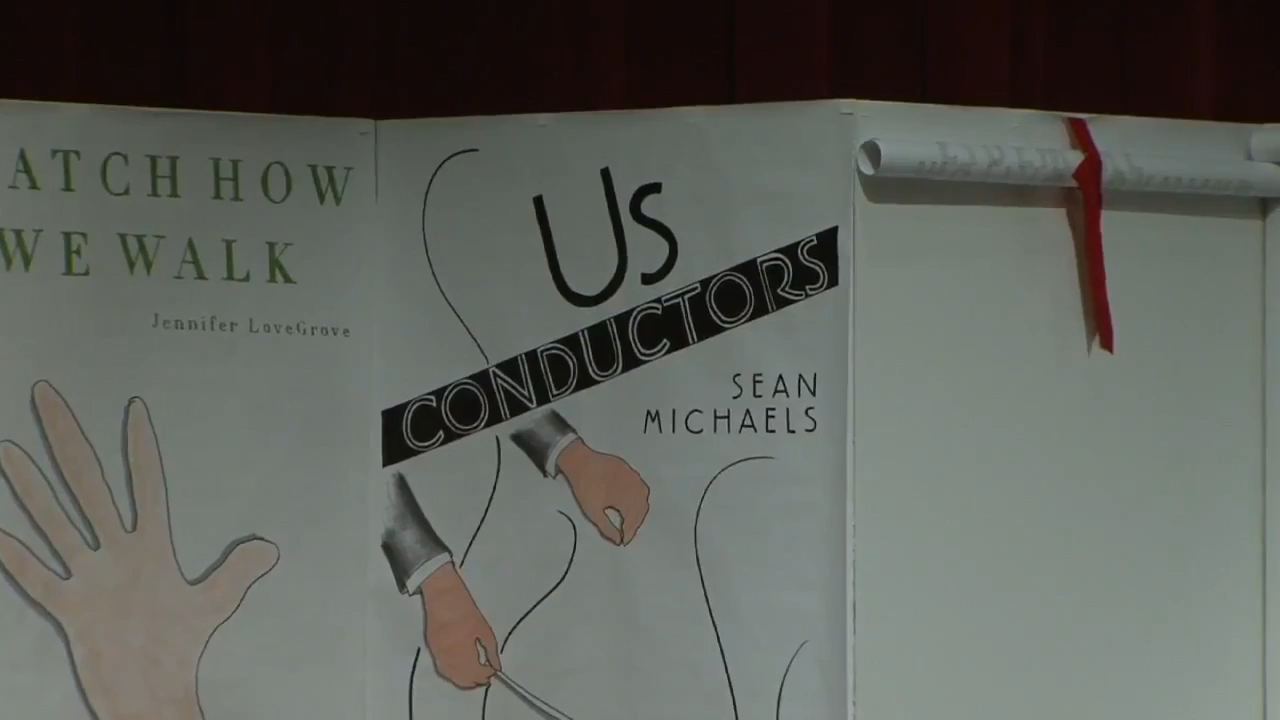 ATCH HOW
WE WALK
Jennifer LoveGrove
US
CONDUCTORS
SEAN
MICHAELS